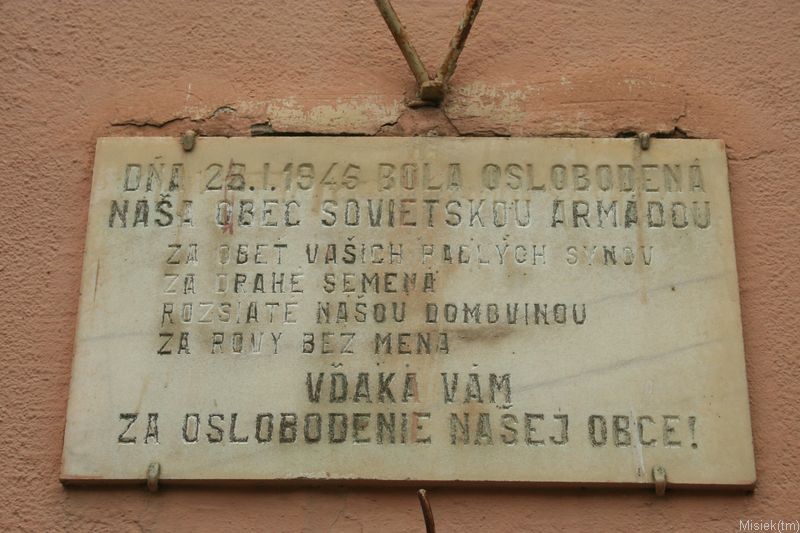 DŇA 28.I.1945 BOLA OSLOBODENÁ
NAŠA OBEC SOVIETSKOU ARMÁDOU
ZA OBEŤ VAŠICH PADLÝCH SYNOV
ZA DRAHÉ SEMENÁ
ROZSIATE NAŠOU DOMOVINOU
ZA ROVY BEZ MENA
VĎAKA VÁM
ZA OSLOBODENIE NAŠEJ OBCE!
Misiek(tm)